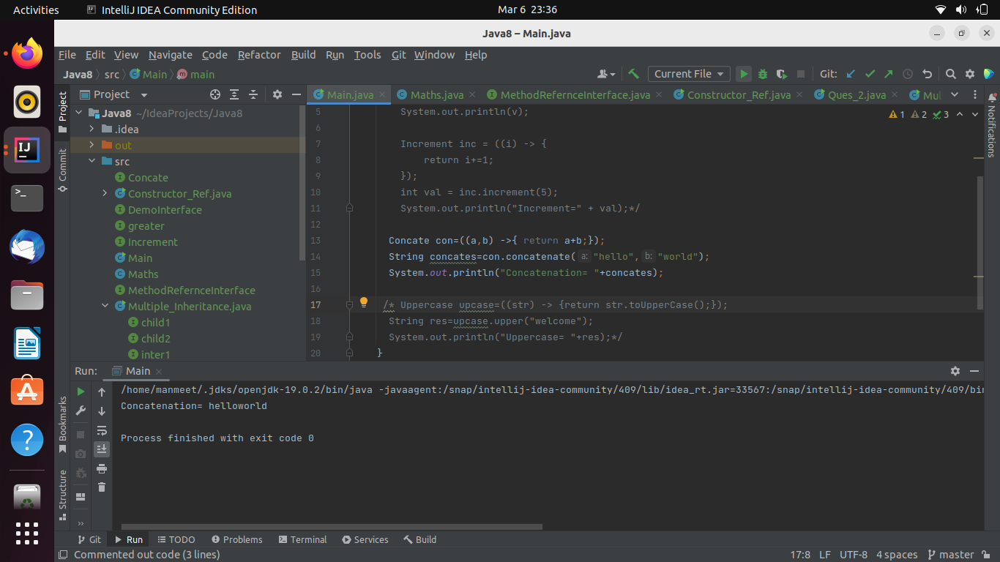 Activities
IntelliJ IDEA Community Edition
Mar 6 23:36
Java8 – Main.java
File Edit View Navigate Code Refactor Build Run Tools Git Window Help
Java8 src Main main
Current File
Git:
Project
Main.java
Maths.java
MethodRefernceInterface.java
Constructor_Ref.java
Ques_2.java
Mul
Project
Commit
Bookmarks
Structure
Notifications
Java8 ~/IdeaProjects/Java8
.idea
out
src
Concate
Constructor_Ref.java
DemoInterface
greater
Increment
Main
Maths
MethodRefernceInterface
Multiple_Inheritance.java
child1
child2
inter1
1 2 3
5 System.out.println(v);
6
7 Increment inc = ((i) -> {
8 return i+=1;
9 });
10 int val = inc.increment(5);
11 System.out.println("Increment=" + val);*/
12
13 Concate con=((a,b) ->{ return a+b;});
14 String concates=con.concatenate( a: "hello", b: "world");
15 System.out.println("Concatenation= "+concates);
16
17 /* Uppercase upcase=((str) -> {return str.toUpperCase();});
18 String res=upcase.upper("welcome");
19 System.out.println("Uppercase= "+res);*/
20 }
Run: Main
/home/manmeet/.jdks/openjdk-19.0.2/bin/java -javaagent:/snap/intellij-idea-community/409/lib/idea_rt.jar=33567:/snap/intellij-idea-community/409/bin
Concatenation= helloworld
Process finished with exit code 0
Git Run TODO Problems Terminal Services Build
Commented out code (3 lines)
17:8 LF UTF-8 4 spaces master